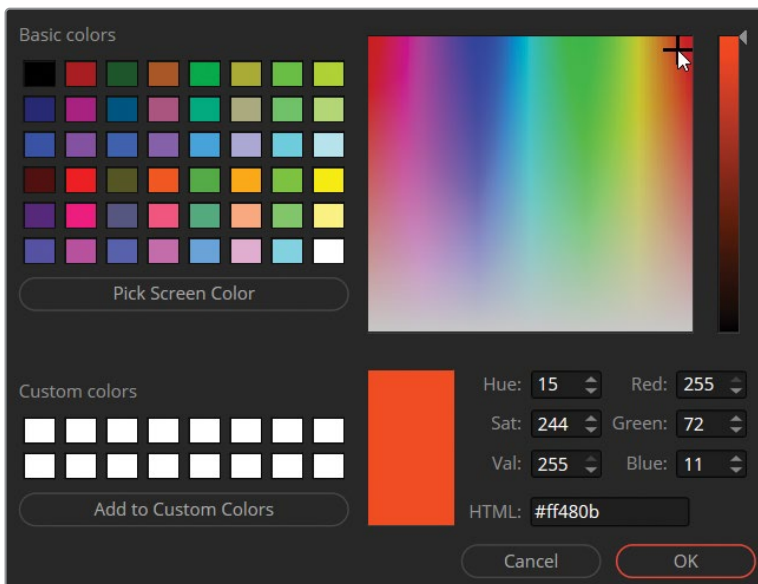 Basic colors
Pick Screen Color
Custom colors
Add to Custom Colors
Hue: 15 Red: 255
Sat: 244 Green: 72
Val: 255 Blue: 11
HTML: #ff480b
Cancel OK